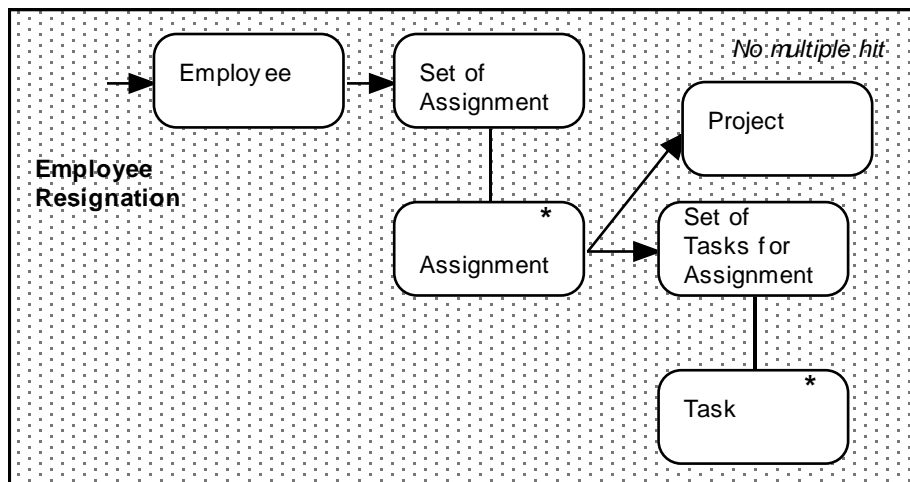 No multiple hit
Employee
Set of
Assignment
Project
Employee
Resignation
*
Assignment
Set of
Tasks for
Assignment
*
Task